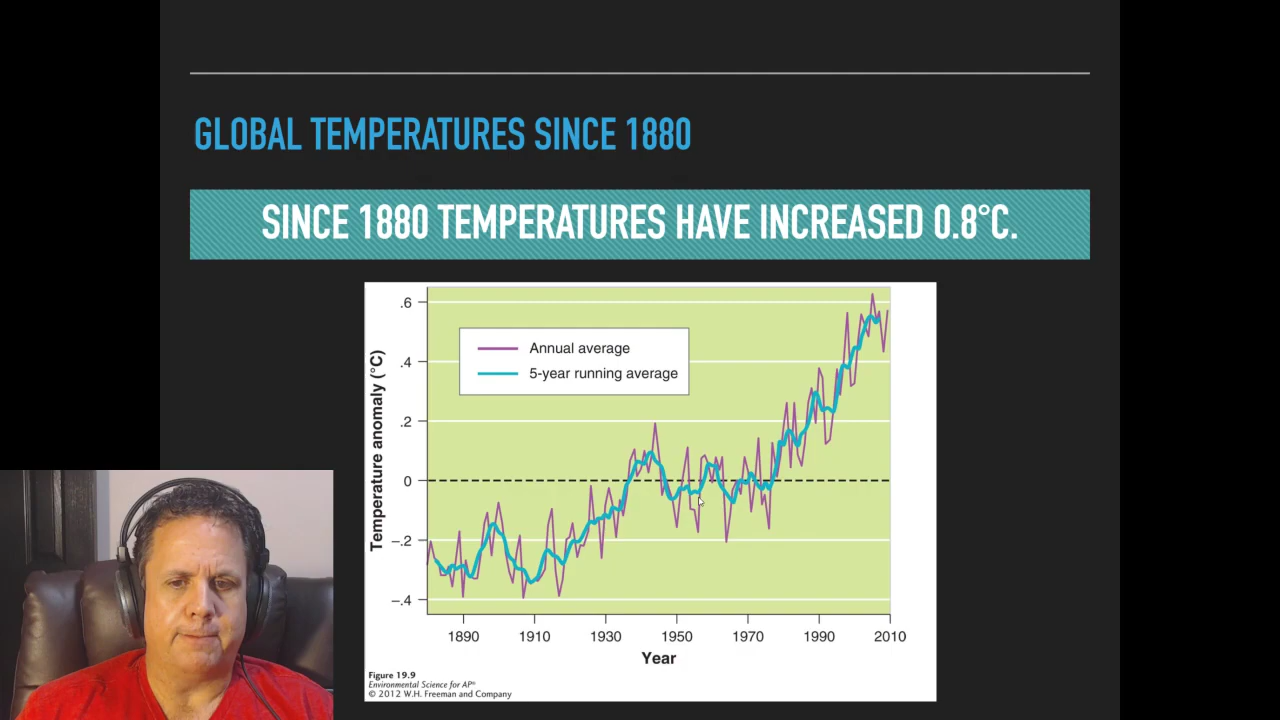 GLOBAL TEMPERATURES SINCE 1880
SINCE 1880 TEMPERATURES HAVE INCREASED 0.8°C.
.6
.4
.2
0
–.2
–.4
Temperature anomaly (°C)
Annual average
5-year running average
1890 1910 1930 1950 1970 1990 2010
Year
Figure 19.9
Environmental Science for AP®
© 2012 W.H. Freeman and Company